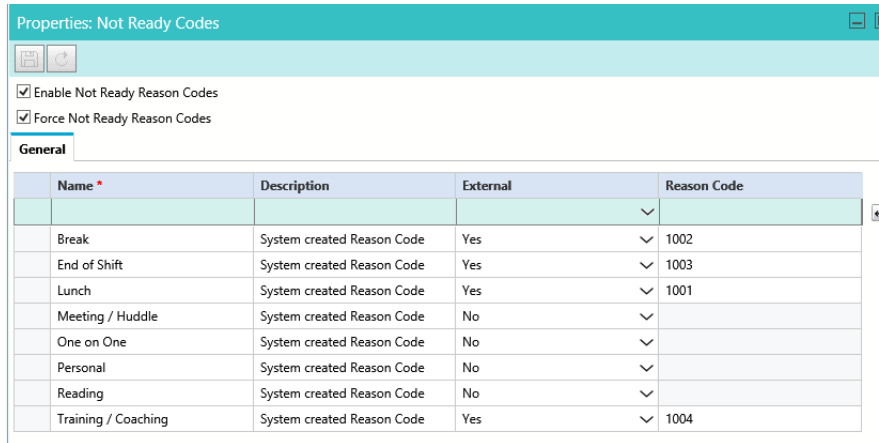 Properties: Not Ready Codes
Enable Not Ready Reason Codes
Force Not Ready Reason Codes
General
Name * Description External Reason Code
Break System created Reason Code Yes 1002
End of Shift System created Reason Code Yes 1003
Lunch System created Reason Code Yes 1001
Meeting / Huddle System created Reason Code No
One on One System created Reason Code No
Personal System created Reason Code No
Reading System created Reason Code No
Training / Coaching System created Reason Code Yes 1004